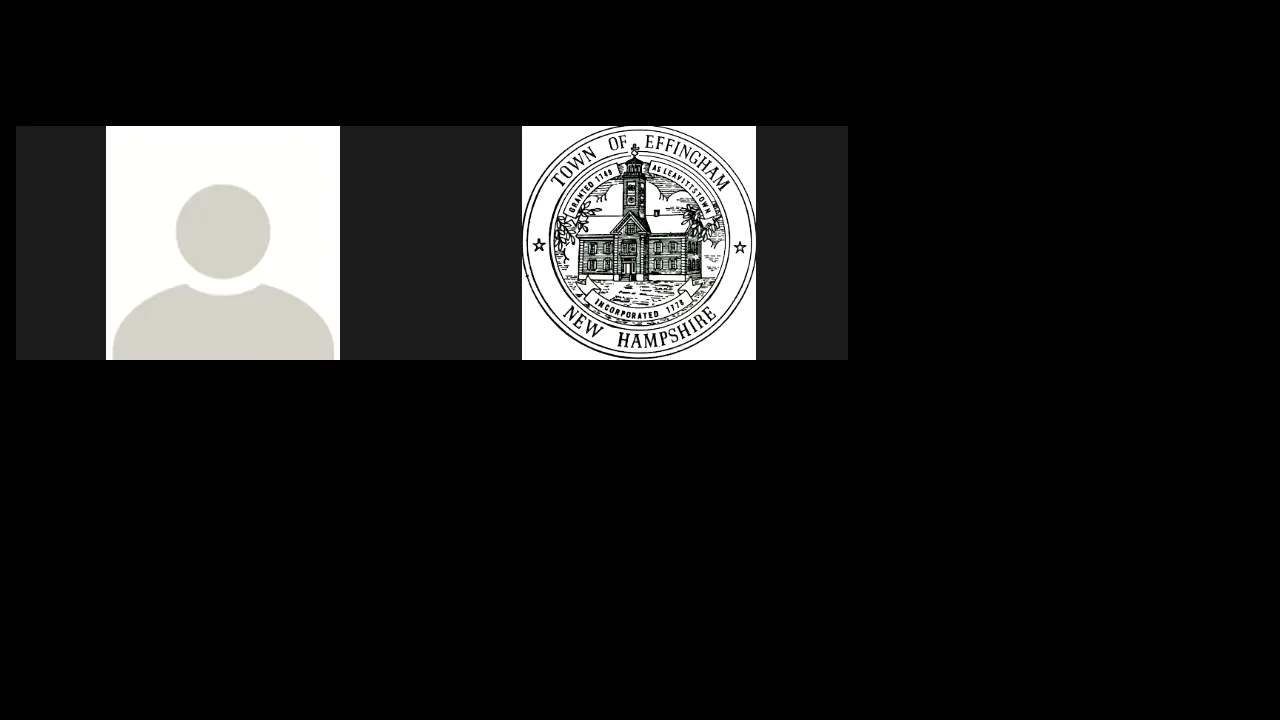 TOWN OF EFFINGHAM
GRANTED 1749
AS LEAVITTSTOWN
INCORPORATED 1778
NEW HAMPSHIRE